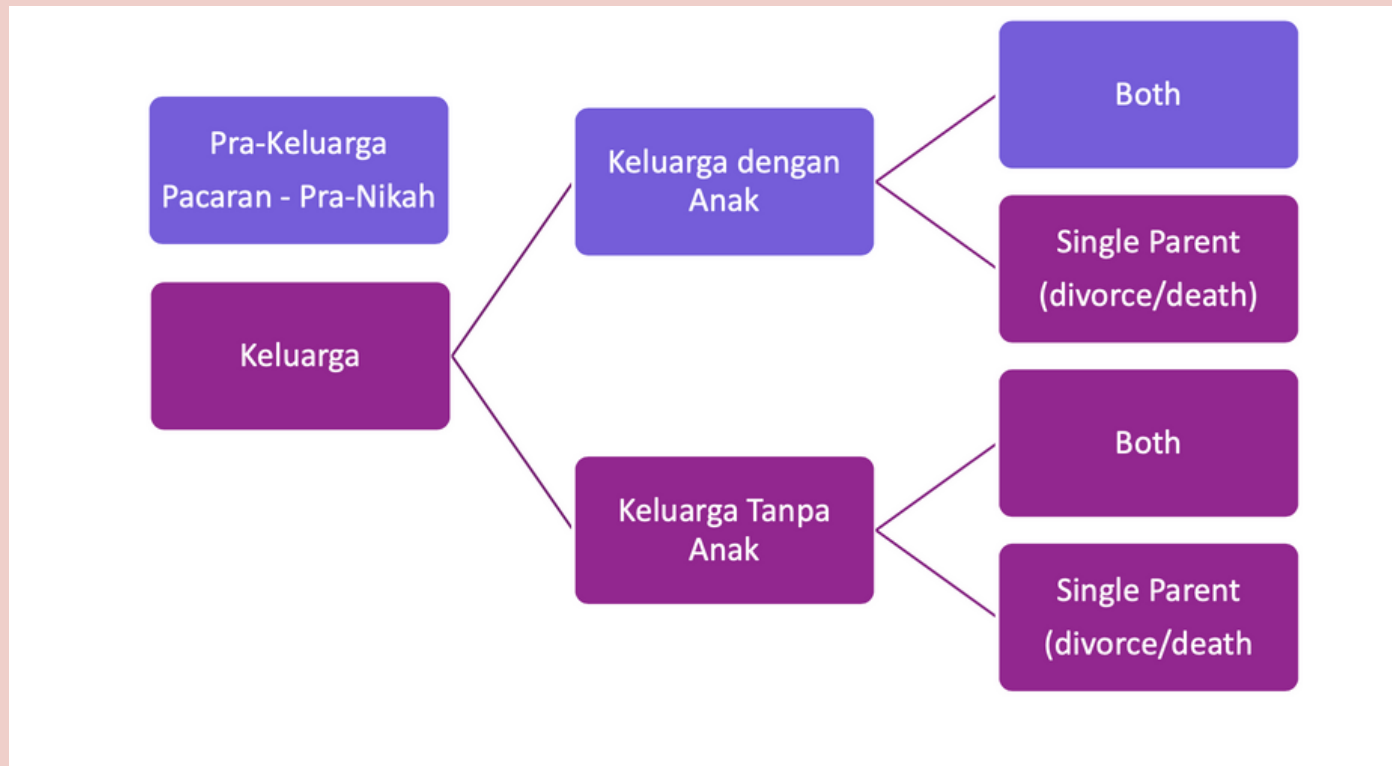 Pra-Keluarga
Pacaran - Pra-Nikah
Keluarga
Keluarga dengan
Anak
Keluarga Tanpa
Anak
Both
Single Parent
(divorce/death)
Both
Single Parent
(divorce/death